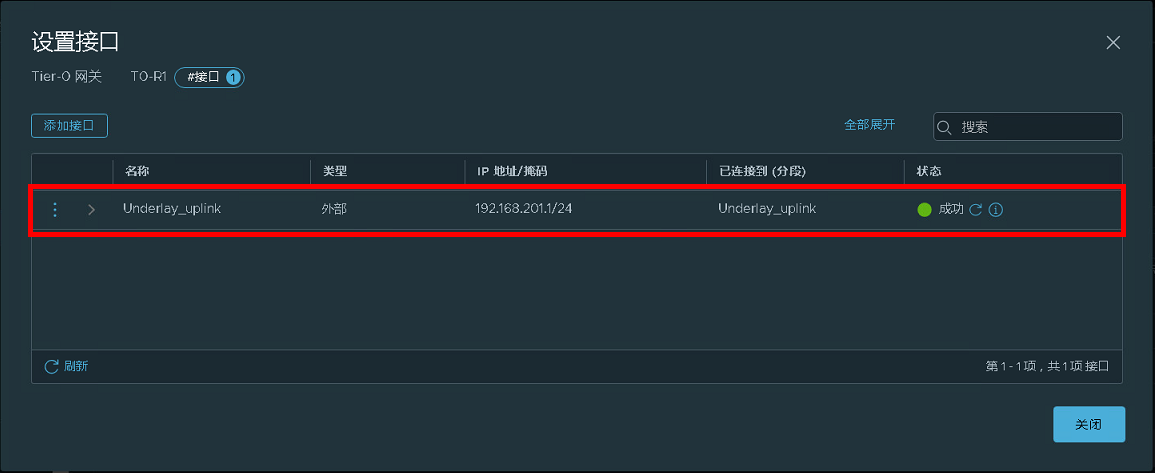 设置接口
Tier-0 网关 T0-R1 #接口 1
添加接口 全部展开 搜索
名称 类型 IP 地址/掩码 已连接到 (分段) 状态
Underlay_uplink 外部 192.168.201.1/24 Underlay_uplink 成功
刷新 第 1 - 1 项 , 共 1 项 接口
关闭